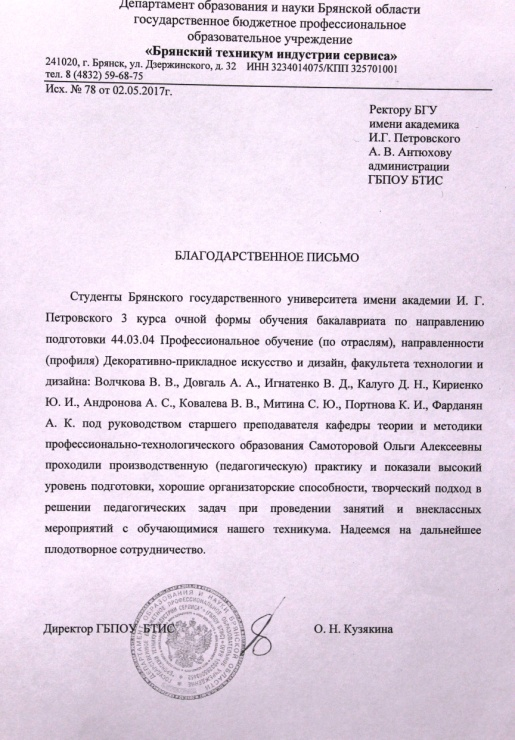 Департамент образования и науки Брянской области
государственное бюджетное профессиональное
образовательное учреждение
«Брянский техникум индустрии сервиса»
241020, г. Брянск, ул. Дзержинского, д. 32 ИНН 3234014075/КПП 325701001
тел. 8 (4832) 59-68-75
Исх. № 78 от 02.05.2017г.
Ректору БГУ
имени академика
И.Г. Петровского
А. В. Антюхову
администрации
ГБПОУ БТИС
БЛАГОДАРСТВЕННОЕ ПИСЬМО
Студенты Брянского государственного университета имени академии И. Г.
Петровского 3 курса очной формы обучения бакалавриата по направлению
подготовки 44.03.04 Профессиональное обучение (по отраслям), направленности
(профиля) Декоративно-прикладное искусство и дизайн, факультета технологии и
дизайна: Волчкова В. В., Довгаль А. А., Игнатенко В. Д., Калуго Д. Н., Кириенко
Ю. И., Андронова А. С., Ковалева В. В., Митина С. Ю., Портнова К. И., Фарданян
А. К. под руководством старшего преподавателя кафедры теории и методики
профессионально-технологического образования Самоторовой Ольги Алексеевны
проходили производственную (педагогическую) практику и показали высокий
уровень подготовки, хорошие организаторские способности, творческий подход в
решении педагогических задач при проведении занятий и внеклассных
мероприятий с обучающимися нашего техникума. Надеемся на дальнейшее
плодотворное сотрудничество.
Директор ГБПОУ БТИС О. Н. Кузякина